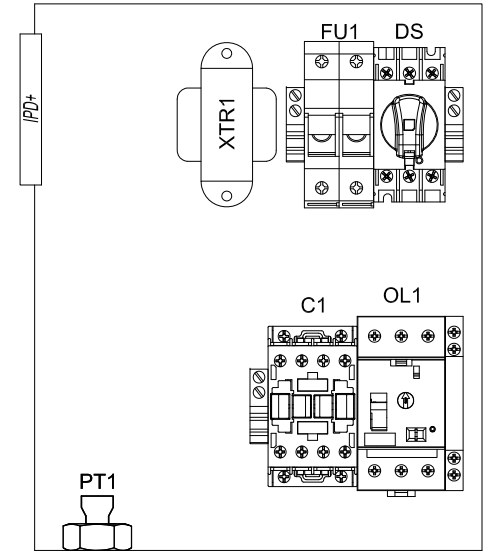 FU1 DS
IPD+
XTR1
C1 OL1
PT1